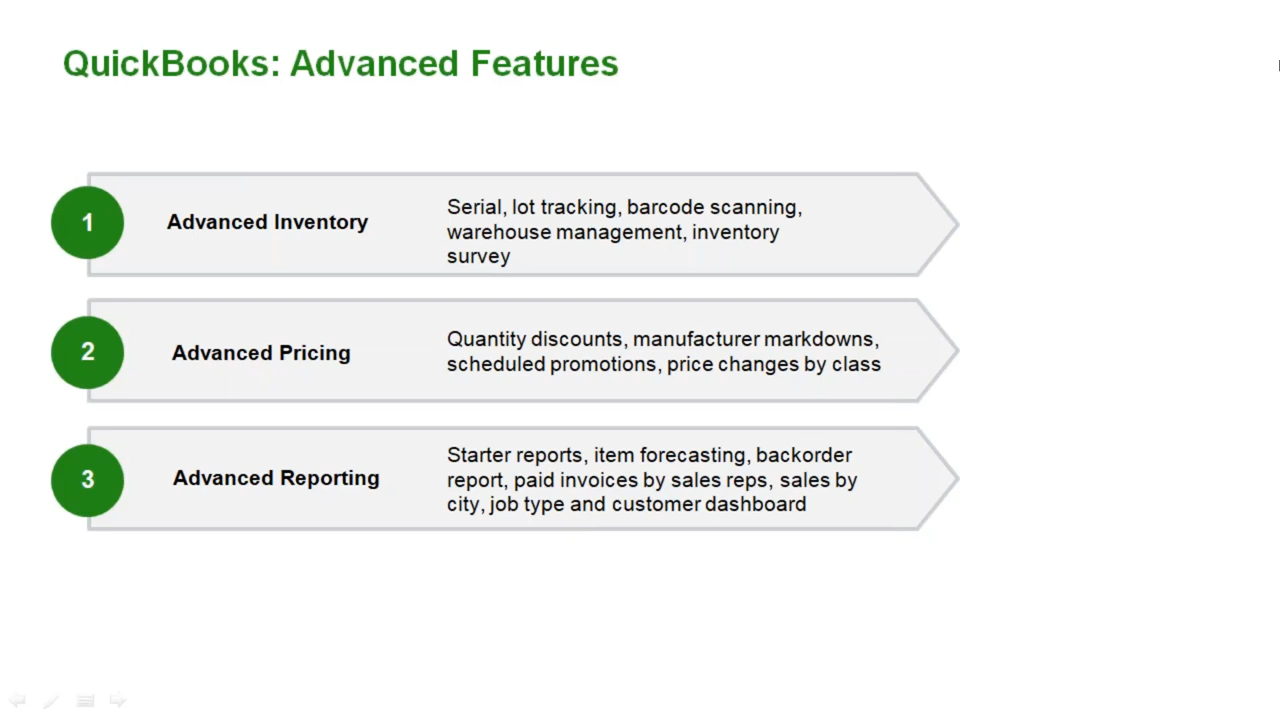 QuickBooks: Advanced Features
1
Advanced Inventory
Serial, lot tracking, barcode scanning,
warehouse management, inventory
survey
2
Advanced Pricing
Quantity discounts, manufacturer markdowns,
scheduled promotions, price changes by class
3
Advanced Reporting
Starter reports, item forecasting, backorder
report, paid invoices by sales reps, sales by
city, job type and customer dashboard